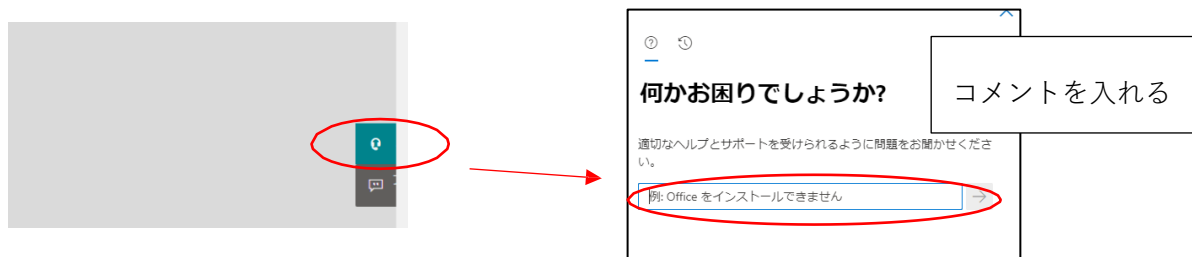 何かお困りでしょうか?
コメントを入れる
適切なヘルプとサポートを受けられるように問題をお聞かせくださ
い。
例: Office をインストールできません